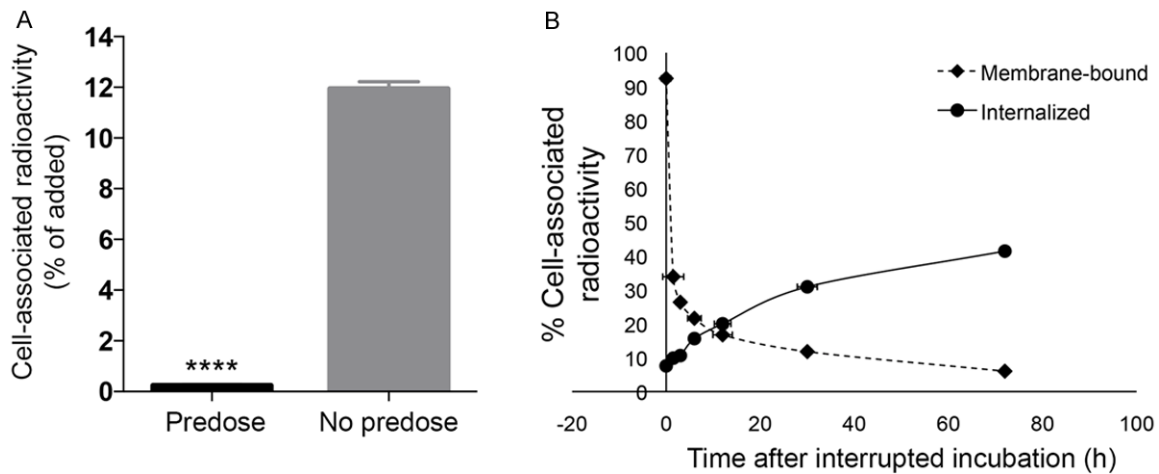 A
Cell-associated radioactivity
(% of added)
14
12
10
8
6
4
2
0
****
Predose
No predose
B
% Cell-associated
radioactivity
100
90
80
70
60
50
40
30
20
10
0
Membrane-bound
Internalized
-20 0 20 40 60 80 100
Time after interrupted incubation (h)